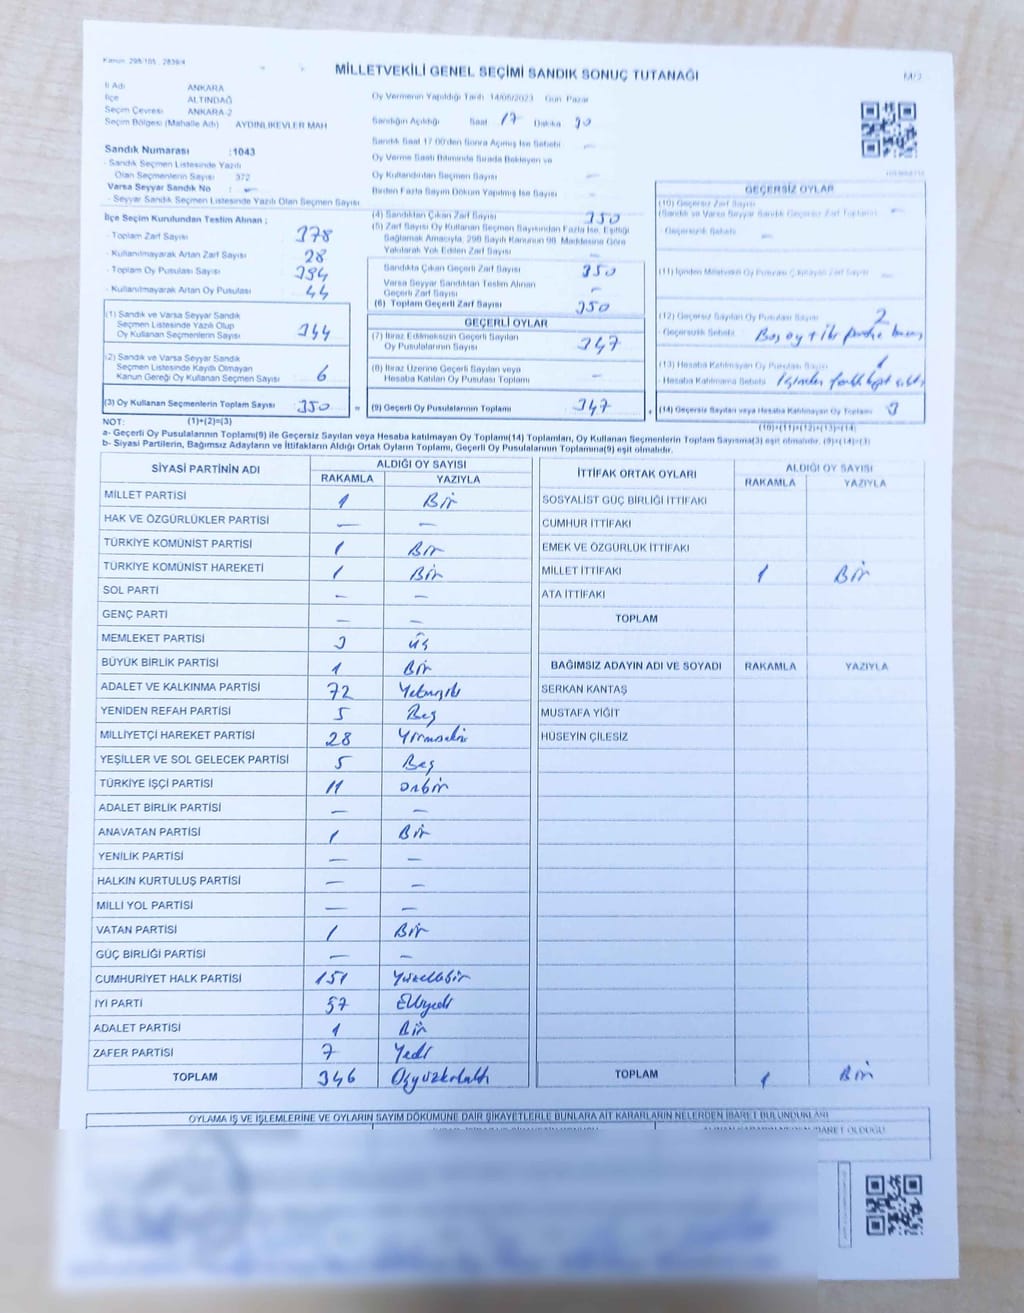 Kanun: 298/105, 2839/4
MİLLETVEKİLİ GENEL SEÇİMİ SANDIK SONUÇ TUTANAĞI
İl Adı ANKARA
İlçe ALTINDAĞ
Seçim Çevresi ANKARA-2
Seçim Bölgesi (Mahalle Adı) AYDINLIKEVLER MAH
Sandık Numarası :1043
- Sandık Seçmen Listesinde Yazılı
Olan Seçmenlerin Sayısı 372
Varsa Seyyar Sandık No : —
- Seyyar Sandık Seçmen Listesinde Yazılı Olan Seçmen Sayısı
Oy Vermenin Yapıldığı Tarih 14/05/2023 Gün Pazar
Sandığın Açıldığı Saat 17 Dakika
Sandık Saat 17:00'den Sonra Açılmış İse Sebebi —
Oy Verme Saati Bitiminde Sırada Bekleyen ve
Oy Kullandırılan Seçmen Sayısı —
Birden Fazla Sayım Döküm Yapılmış İse Sayısı —
İlçe Seçim Kurulundan Teslim Alınan :
- Toplam Zarf Sayısı 378
- Kullanılmayarak Artan Zarf Sayısı 28
- Toplam Oy Pusulası Sayısı 394
- Kullanılmayarak Artan Oy Pusulası 44
(1) Sandık ve Varsa Seyyar Sandık
Seçmen Listesinde Yazılı Olup
Oy Kullanan Seçmenlerin Sayısı 344
(2) Sandık ve Varsa Seyyar Sandık
Seçmen Listesinde Kaydı Olmayan
Kanun Gereği Oy Kullanan Seçmen Sayısı 6
(3) Oy Kullanan Seçmenlerin Toplam Sayısı 350 =
(4) Sandıktan Çıkan Zarf Sayısı 350
(5) Zarf Sayısı Oy Kullanan Seçmen Sayısından Fazla İse, Eşitliği
Sağlamak Amacıyla, 298 Sayılı Kanunun 98. Maddesine Göre
Yakılarak Yok Edilen Zarf Sayısı —
Sandıkta Çıkan Geçerli Zarf Sayısı 350
Varsa Seyyar Sandıktan Teslim Alınan
Geçerli Zarf Sayısı —
(6) Toplam Geçerli Zarf Sayısı 350
GEÇERLİ OYLAR
(7) İtiraz Edilmeksizin Geçerli Sayılan
Oy Pusulalarının Sayısı 347
(8) İtiraz Üzerine Geçerli Sayılan veya
Hesaba Katılan Oy Pusulası Toplamı —
(9) Geçerli Oy Pusulalarının Toplamı 347 +
GEÇERSİZ OYLAR
(10) Geçersiz Zarf Sayısı
(Sandık ve Varsa Seyyar Sandık Geçersiz Zarf Toplamı) —
- Geçersizlik Sebebi —
(11) İçinden Milletvekili Oy Pusulası Çıkmayan Zarf Sayısı —
(12) Geçersiz Sayılan Oy Pusulası Sayısı 2
- Geçersizlik Sebebi Boş oy + iki
(13) Hesaba Katılmayan Oy Pusulası Sayısı 1
- Hesaba Katılmama Sebebi
(14) Geçersiz Sayılan veya Hesaba Katılmayan Oy Toplamı 3
NOT: (1)+(2)=(3) (10)+(11)+(12)+(13)=(14)
a- Geçerli Oy Pusulalarının Toplamı(9) ile Geçersiz Sayılan veya Hesaba katılmayan Oy Toplamı(14) Toplamları, Oy Kullanan Seçmenlerin Toplam Sayısına(3) eşit olmalıdır. (9)+(14)=(3)
b- Siyasi Partilerin, Bağımsız Adayların ve İttifakların Aldığı Ortak Oyların Toplamı, Geçerli Oy Pusulalarının Toplamına(9) eşit olmalıdır.
SİYASİ PARTİNİN ADI ALDIĞI OY SAYISI
RAKAMLA YAZIYLA
MİLLET PARTİSİ 1 Bir
HAK VE ÖZGÜRLÜKLER PARTİSİ — —
TÜRKİYE KOMÜNİST PARTİSİ 1 Bir
TÜRKİYE KOMÜNİST HAREKETİ 1 Bir
SOL PARTİ — —
GENÇ PARTİ — —
MEMLEKET PARTİSİ 3 Üç
BÜYÜK BİRLİK PARTİSİ 1 Bir
ADALET VE KALKINMA PARTİSİ 72 Yetmişiki
YENİDEN REFAH PARTİSİ 5 Beş
MİLLİYETÇİ HAREKET PARTİSİ 28 Yirmisekiz
YEŞİLLER VE SOL GELECEK PARTİSİ 5 Beş
TÜRKİYE İŞÇİ PARTİSİ 11 onbir
ADALET BİRLİK PARTİSİ — —
ANAVATAN PARTİSİ 1 Bir
YENİLİK PARTİSİ — —
HALKIN KURTULUŞ PARTİSİ — —
MİLLİ YOL PARTİSİ — —
VATAN PARTİSİ 1 Bir
GÜÇ BİRLİĞİ PARTİSİ — —
CUMHURİYET HALK PARTİSİ 151 Yüzellibir
İYİ PARTİ 57 Elliyedi
ADALET PARTİSİ 1 Bir
ZAFER PARTİSİ 7 Yedi
TOPLAM 346 Üçyüzkırkaltı
İTTİFAK ORTAK OYLARI ALDIĞI OY SAYISI
RAKAMLA YAZIYLA
SOSYALİST GÜÇ BİRLİĞİ İTTİFAKI
CUMHUR İTTİFAKI
EMEK VE ÖZGÜRLÜK İTTİFAKI
MİLLET İTTİFAKI 1 Bir
ATA İTTİFAKI
TOPLAM
BAĞIMSIZ ADAYIN ADI VE SOYADI RAKAMLA YAZIYLA
SERKAN KANTAŞ
MUSTAFA YİĞİT
HÜSEYİN ÇİLESİZ
TOPLAM 1 Bir
OYLAMA İŞ VE İŞLEMLERİNE VE OYLARIN SAYIM DÖKÜMÜNE DAİR ŞİKAYETLERLE BUNLARA AİT KARARLARIN NELERDEN İBARET BULUNDUKLARI